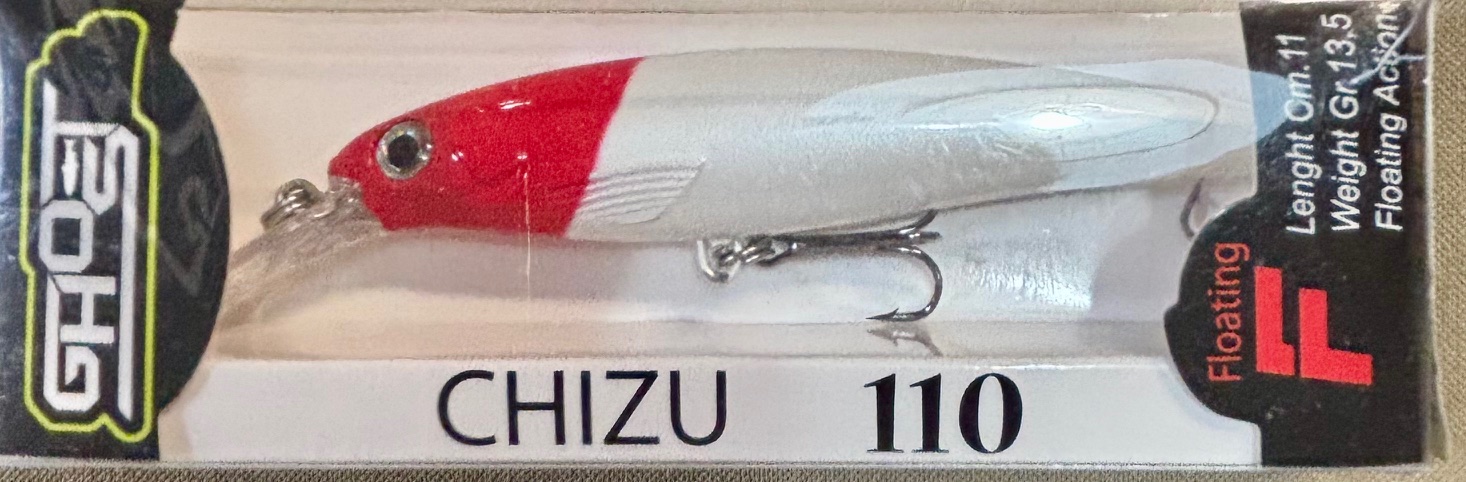 GHOST
CHIZU 110
Floating
F
Lenght Cm.11
Weight Gr.13,5
Floating Action